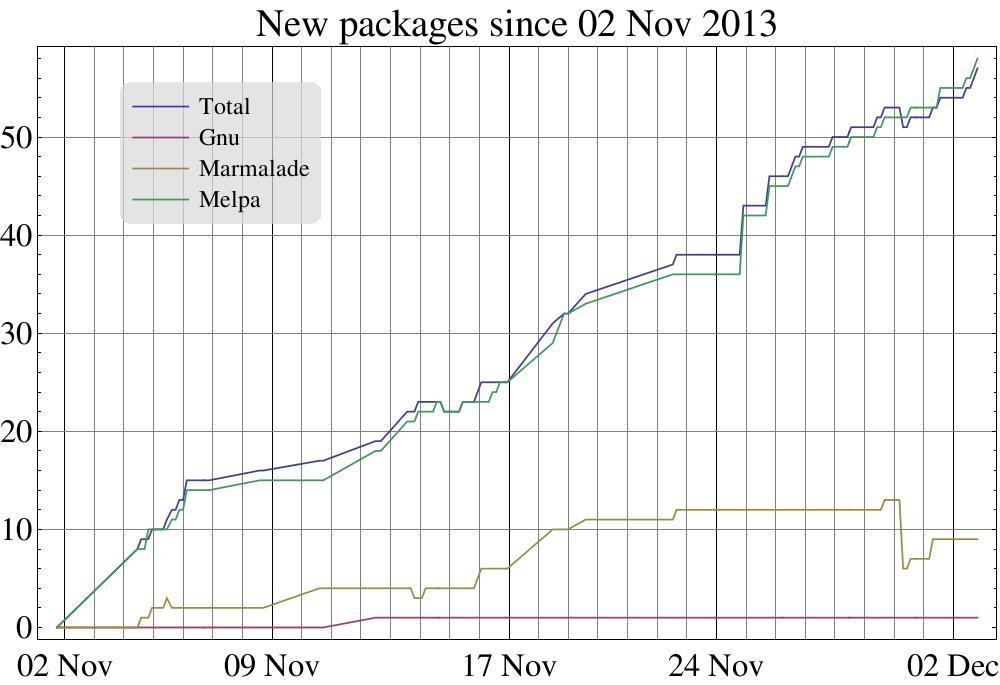 New packages since 02 Nov 2013
Total
Gnu
Marmalade
Melpa
50
40
30
20
10
0
02 Nov 09 Nov 17 Nov 24 Nov 02 Dec